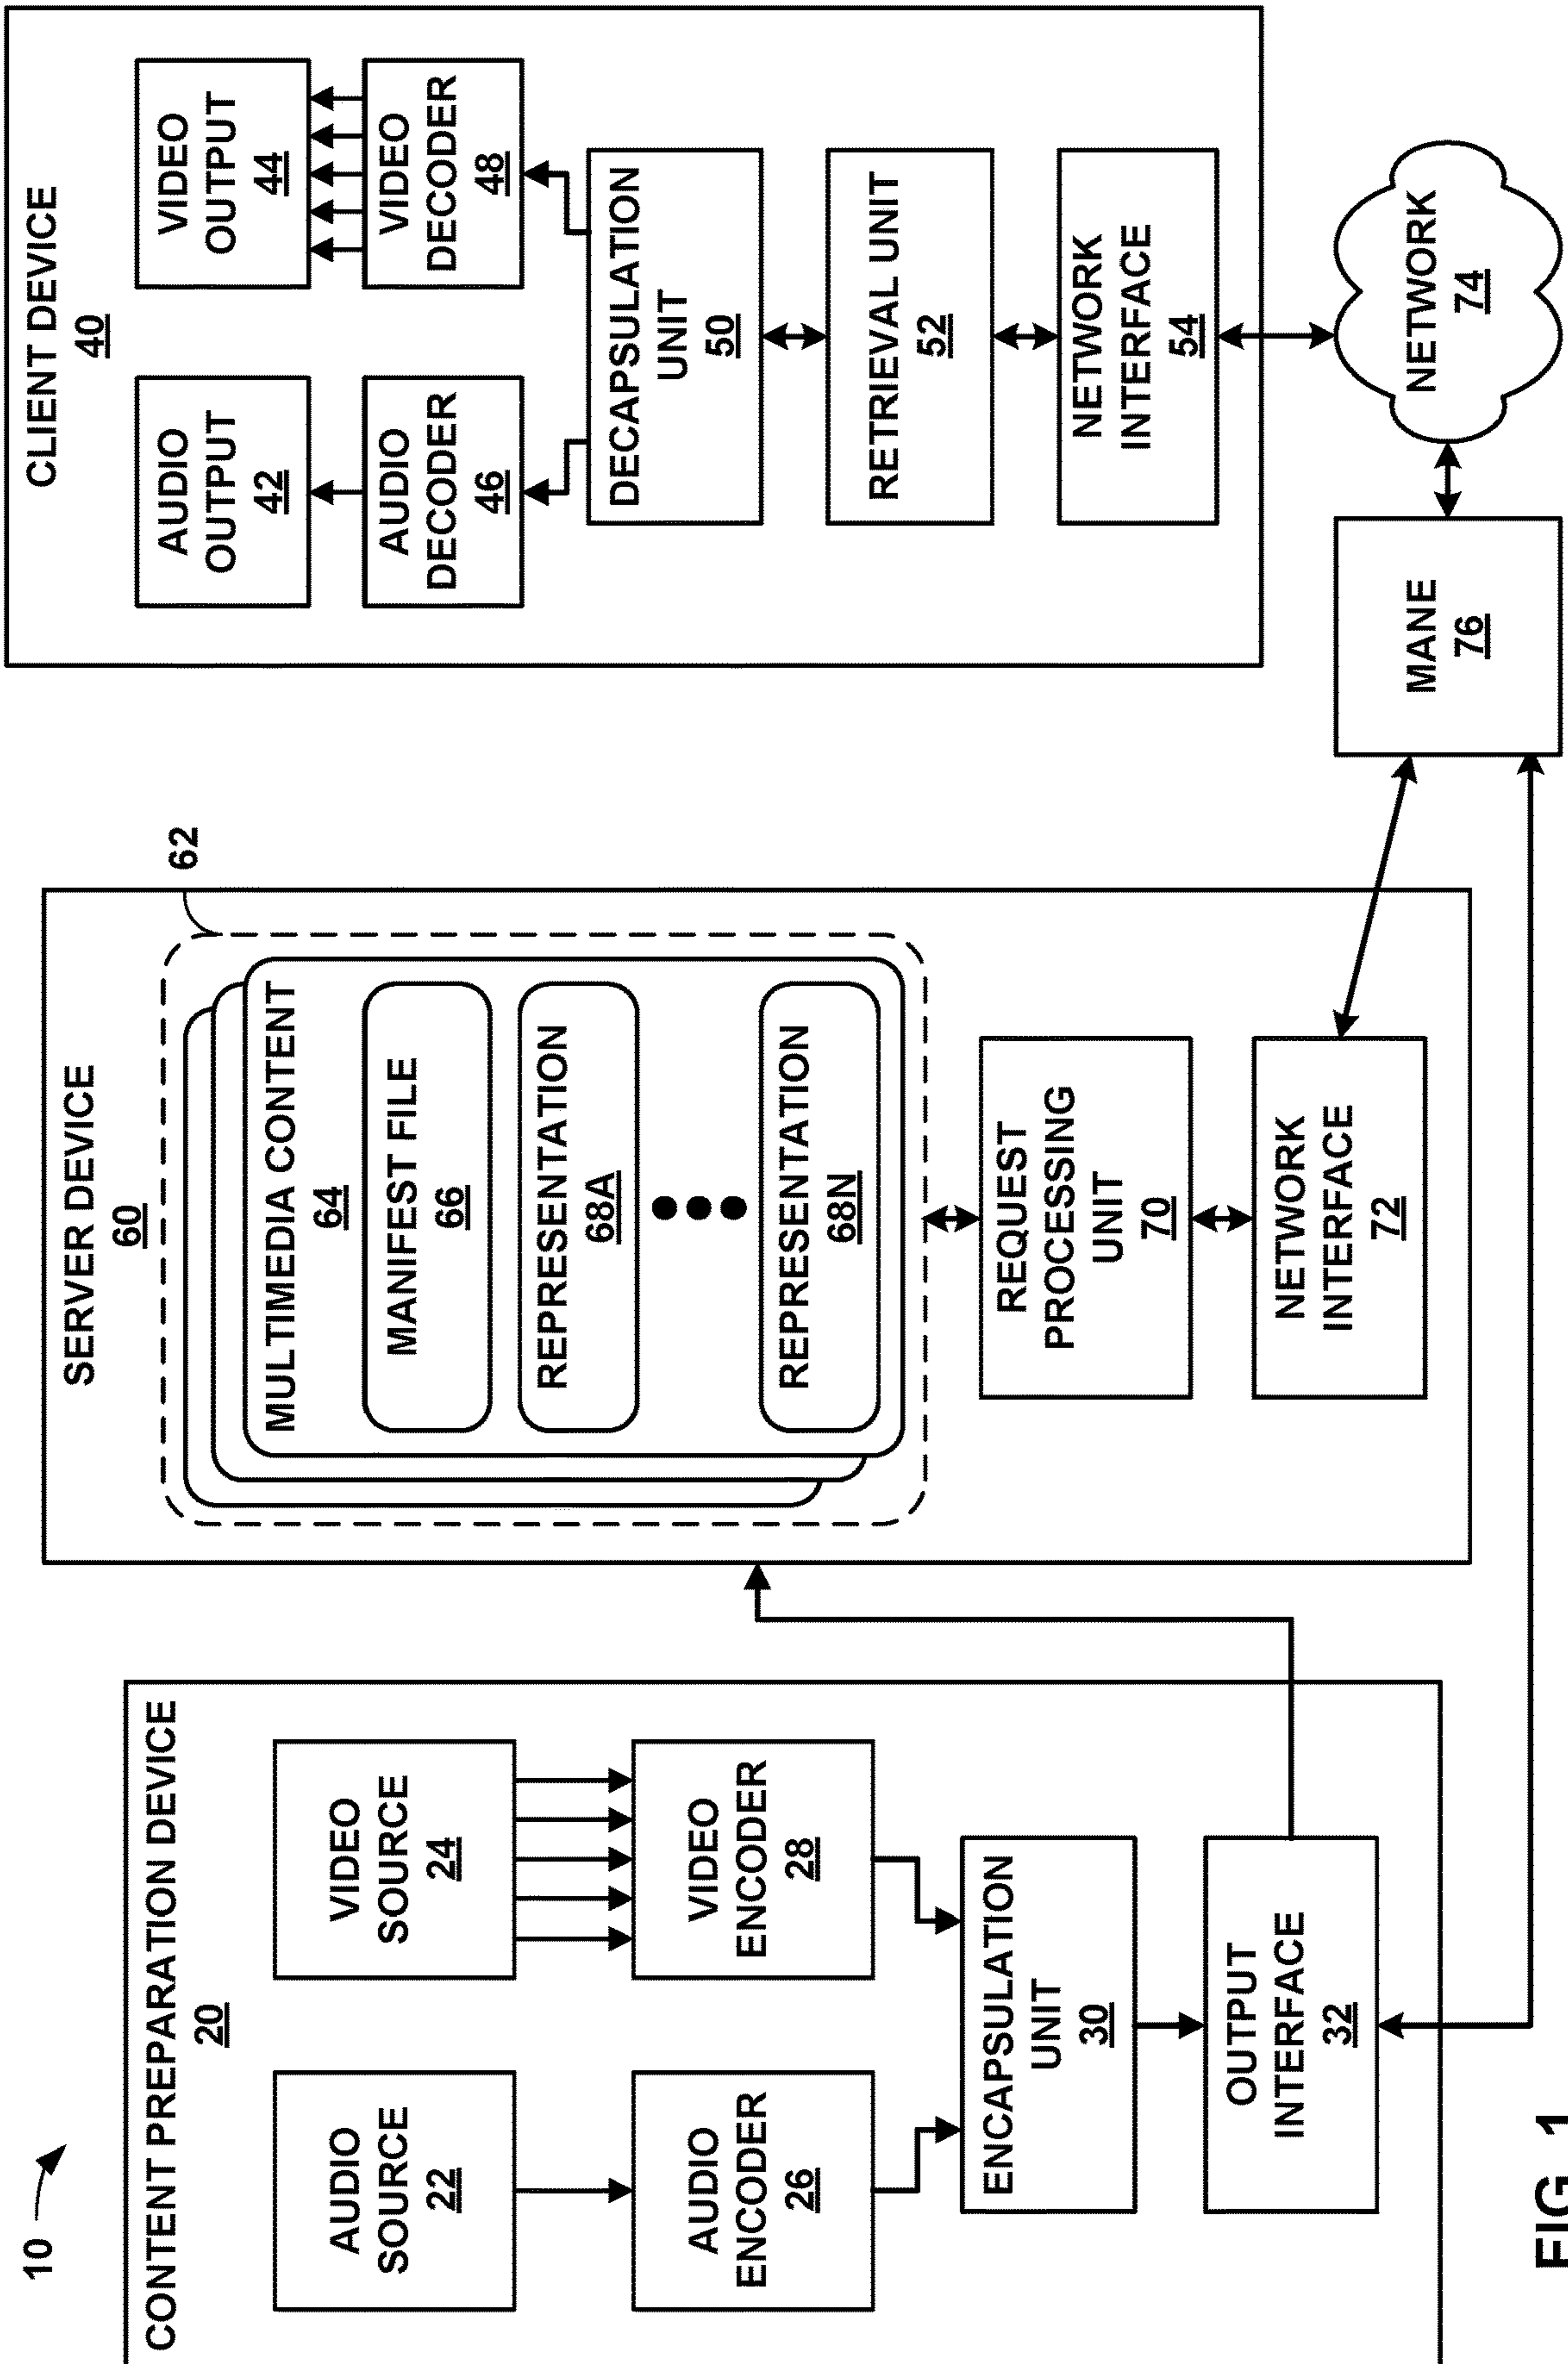 10
CONTENT PREPARATION DEVICE
20
AUDIO
SOURCE
22
VIDEO
SOURCE
24
AUDIO
ENCODER
26
VIDEO
ENCODER
28
ENCAPSULATION
UNIT
30
OUTPUT
INTERFACE
32
SERVER DEVICE
60
62
MULTIMEDIA CONTENT
64
MANIFEST FILE
66
REPRESENTATION
68A
REPRESENTATION
68N
REQUEST
PROCESSING
UNIT
70
NETWORK
INTERFACE
72
CLIENT DEVICE
40
AUDIO
OUTPUT
42
VIDEO
OUTPUT
44
AUDIO
DECODER
46
VIDEO
DECODER
48
DECAPSULATION
UNIT
50
RETRIEVAL UNIT
52
NETWORK
INTERFACE
54
MANE
76
NETWORK
74
FIG. 1